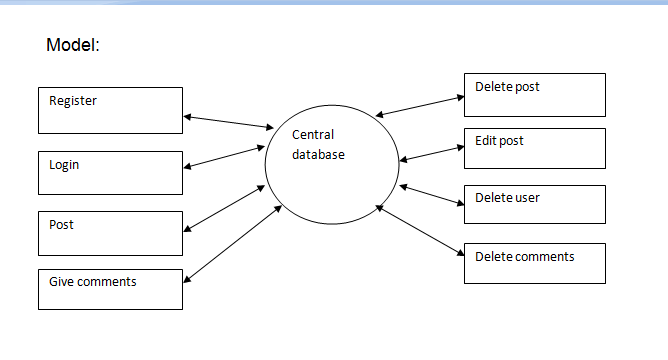 Model:
Register
Login
Post
Give comments
Central
database
Delete post
Edit post
Delete user
Delete comments